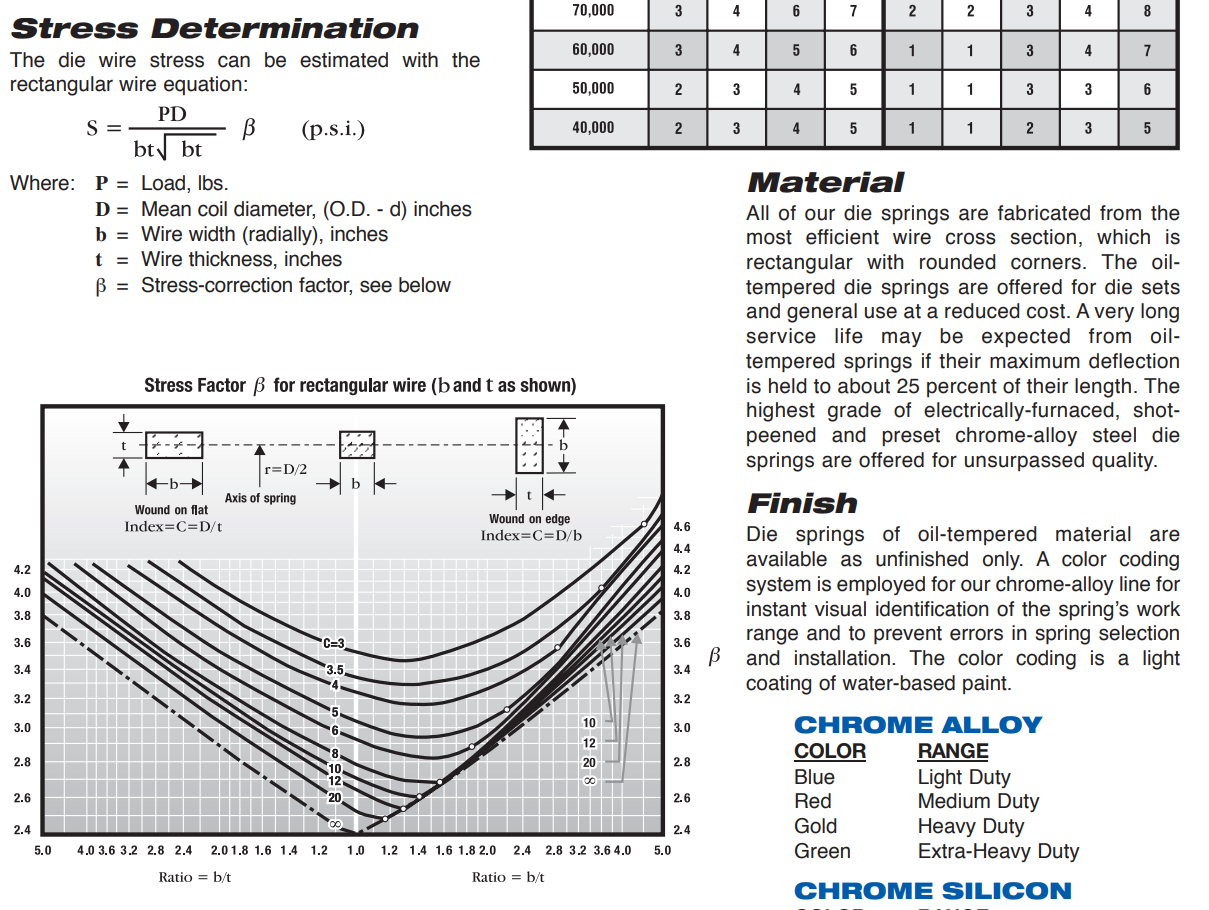 Stress Determination
The die wire stress can be estimated with the
rectangular wire equation:
S = PD / bt√bt β (p.s.i.)
Where: P = Load, lbs.
D = Mean coil diameter, (O.D. - d) inches
b = Wire width (radially), inches
t = Wire thickness, inches
β = Stress-correction factor, see below
70,000 3 4 6 7 2 2 3 4 8
60,000 3 4 5 6 1 1 3 4 7
50,000 2 3 4 5 1 1 3 3 6
40,000 2 3 4 5 1 1 2 3 5
Stress Factor β for rectangular wire (b and t as shown)
t
b
r=D/2
Axis of spring
b
b
t
Wound on flat
Index=C=D/t
Wound on edge
Index=C=D/b
4.2
4.0
3.8
3.6
3.4
3.2
3.0
2.8
2.6
2.4
C=3
3.5
4
5
6
8
10
12
20
∞
10
12
20
∞
4.6
4.4
4.2
4.0
3.8
3.6
3.4
3.2
3.0
2.8
2.6
2.4
β
5.0 4.0 3.6 3.2 2.8 2.4 2.0 1.8 1.6 1.4 1.2 1.0 1.2 1.4 1.6 1.8 2.0 2.4 2.8 3.2 3.6 4.0 5.0
Ratio = b/t Ratio = b/t
Material
All of our die springs are fabricated from the
most efficient wire cross section, which is
rectangular with rounded corners. The oil-
tempered die springs are offered for die sets
and general use at a reduced cost. A very long
service life may be expected from oil-
tempered springs if their maximum deflection
is held to about 25 percent of their length. The
highest grade of electrically-furnaced, shot-
peened and preset chrome-alloy steel die
springs are offered for unsurpassed quality.
Finish
Die springs of oil-tempered material are
available as unfinished only. A color coding
system is employed for our chrome-alloy line for
instant visual identification of the spring's work
range and to prevent errors in spring selection
and installation. The color coding is a light
coating of water-based paint.
CHROME ALLOY
COLOR RANGE
Blue Light Duty
Red Medium Duty
Gold Heavy Duty
Green Extra-Heavy Duty
CHROME SILICON